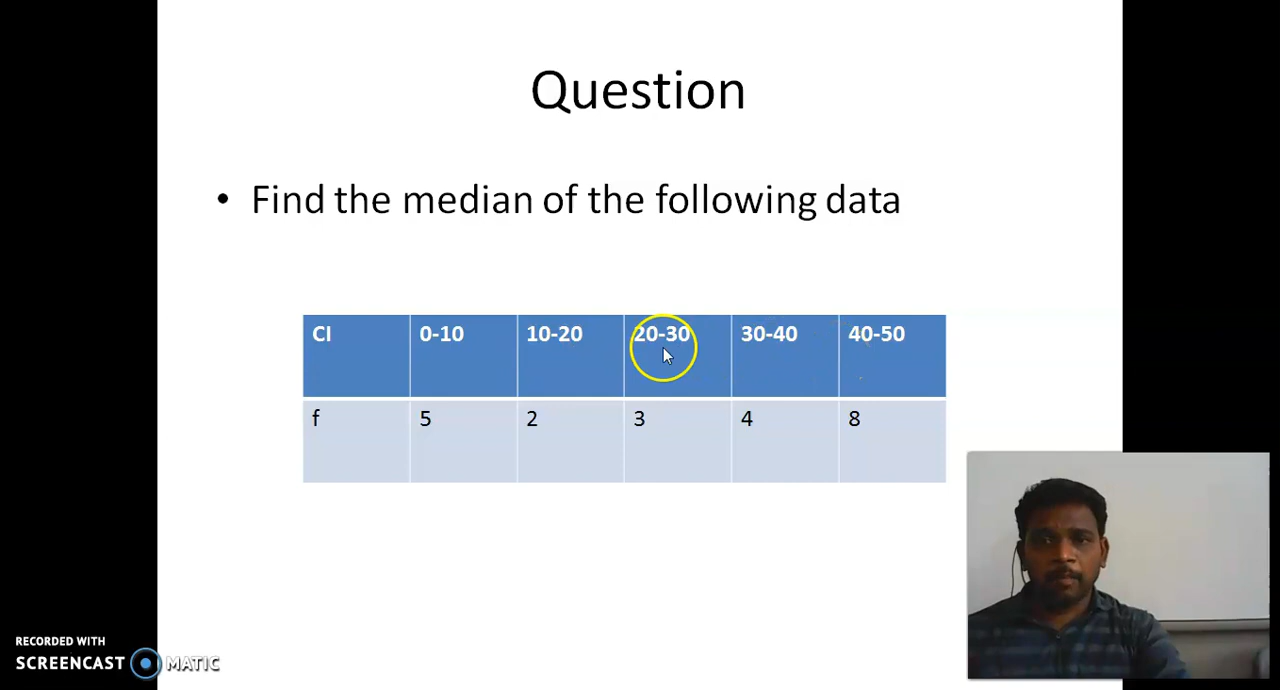 Question
• Find the median of the following data
CI 0-10 10-20 20-30 30-40 40-50
f 5 2 3 4 8
RECORDED WITH
SCREENCAST MATIC